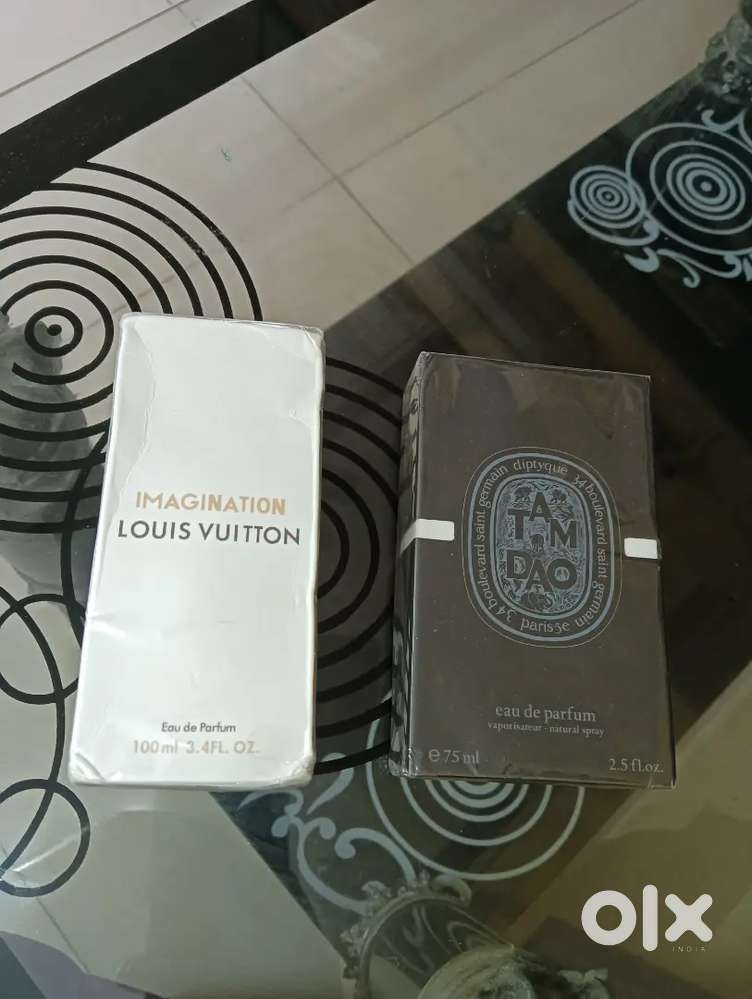 IMAGINATION
LOUIS VUITTON
Eau de Parfum
100ml 3.4FL. OZ.
diptyque 34 boulevard saint germain paris5e 34 boulevard saint germain
TAM
DAO
eau de parfum
vaporisateur - natural spray
e 75 ml
2.5 fl.oz.
olx
INDIA